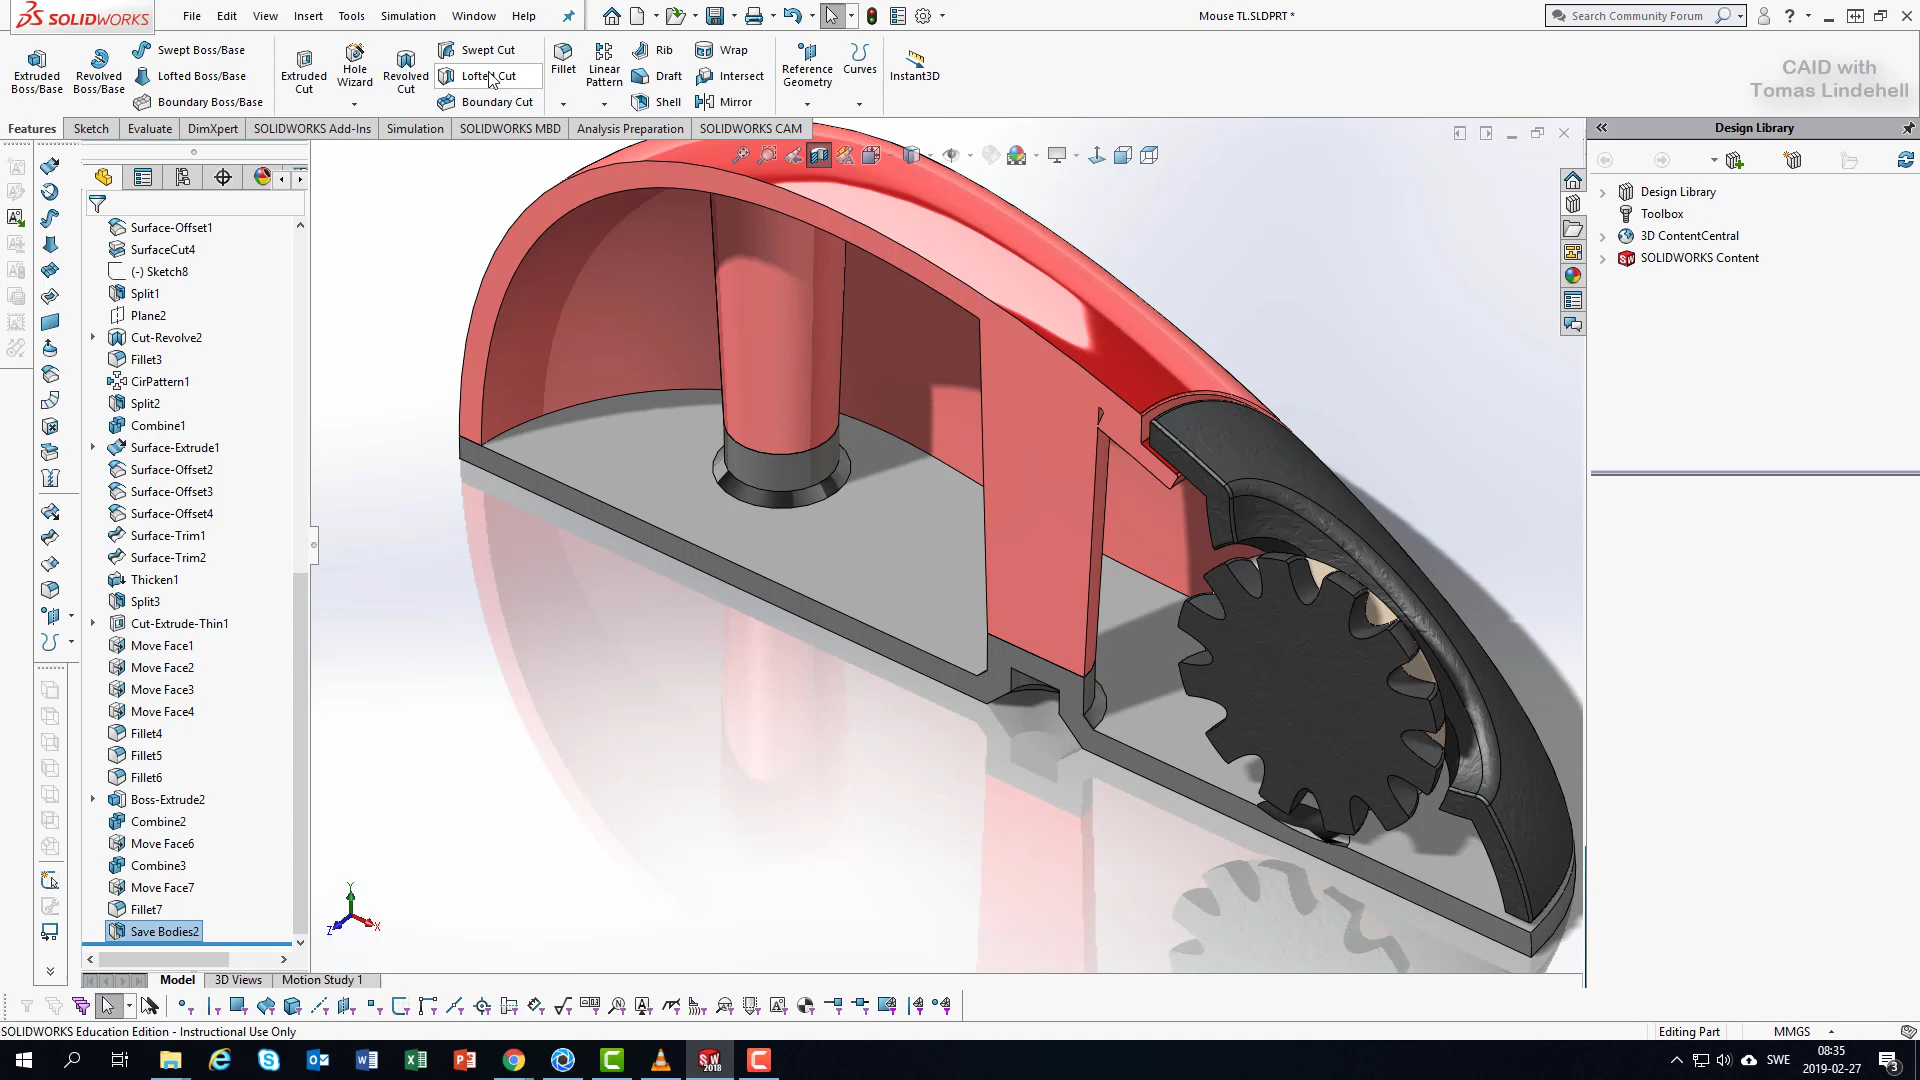 SOLIDWORKS
File Edit View Insert Tools Simulation Window Help
Mouse TL.SLDPRT *
Search Community Forum
Extruded Boss/Base
Revolved Boss/Base
Swept Boss/Base
Lofted Boss/Base
Boundary Boss/Base
Extruded Cut
Hole Wizard
Revolved Cut
Swept Cut
Lofted Cut
Boundary Cut
Fillet
Linear Pattern
Rib
Draft
Shell
Wrap
Intersect
Mirror
Reference Geometry
Curves
Instant3D
CAID with
Tomas Lindehell
Features Sketch Evaluate DimXpert SOLIDWORKS Add-Ins Simulation SOLIDWORKS MBD Analysis Preparation SOLIDWORKS CAM
Design Library
Design Library
Toolbox
3D ContentCentral
SOLIDWORKS Content
Surface-Offset1
SurfaceCut4
(-) Sketch8
Split1
Plane2
Cut-Revolve2
Fillet3
CirPattern1
Split2
Combine1
Surface-Extrude1
Surface-Offset2
Surface-Offset3
Surface-Offset4
Surface-Trim1
Surface-Trim2
Thicken1
Split3
Cut-Extrude-Thin1
Move Face1
Move Face2
Move Face3
Move Face4
Fillet4
Fillet5
Fillet6
Boss-Extrude2
Combine2
Move Face6
Combine3
Move Face7
Fillet7
Save Bodies2
Y
Z
X
Model 3D Views Motion Study 1
SOLIDWORKS Education Edition - Instructional Use Only
Editing Part
MMGS
SWE
08:35
2019-02-27
3